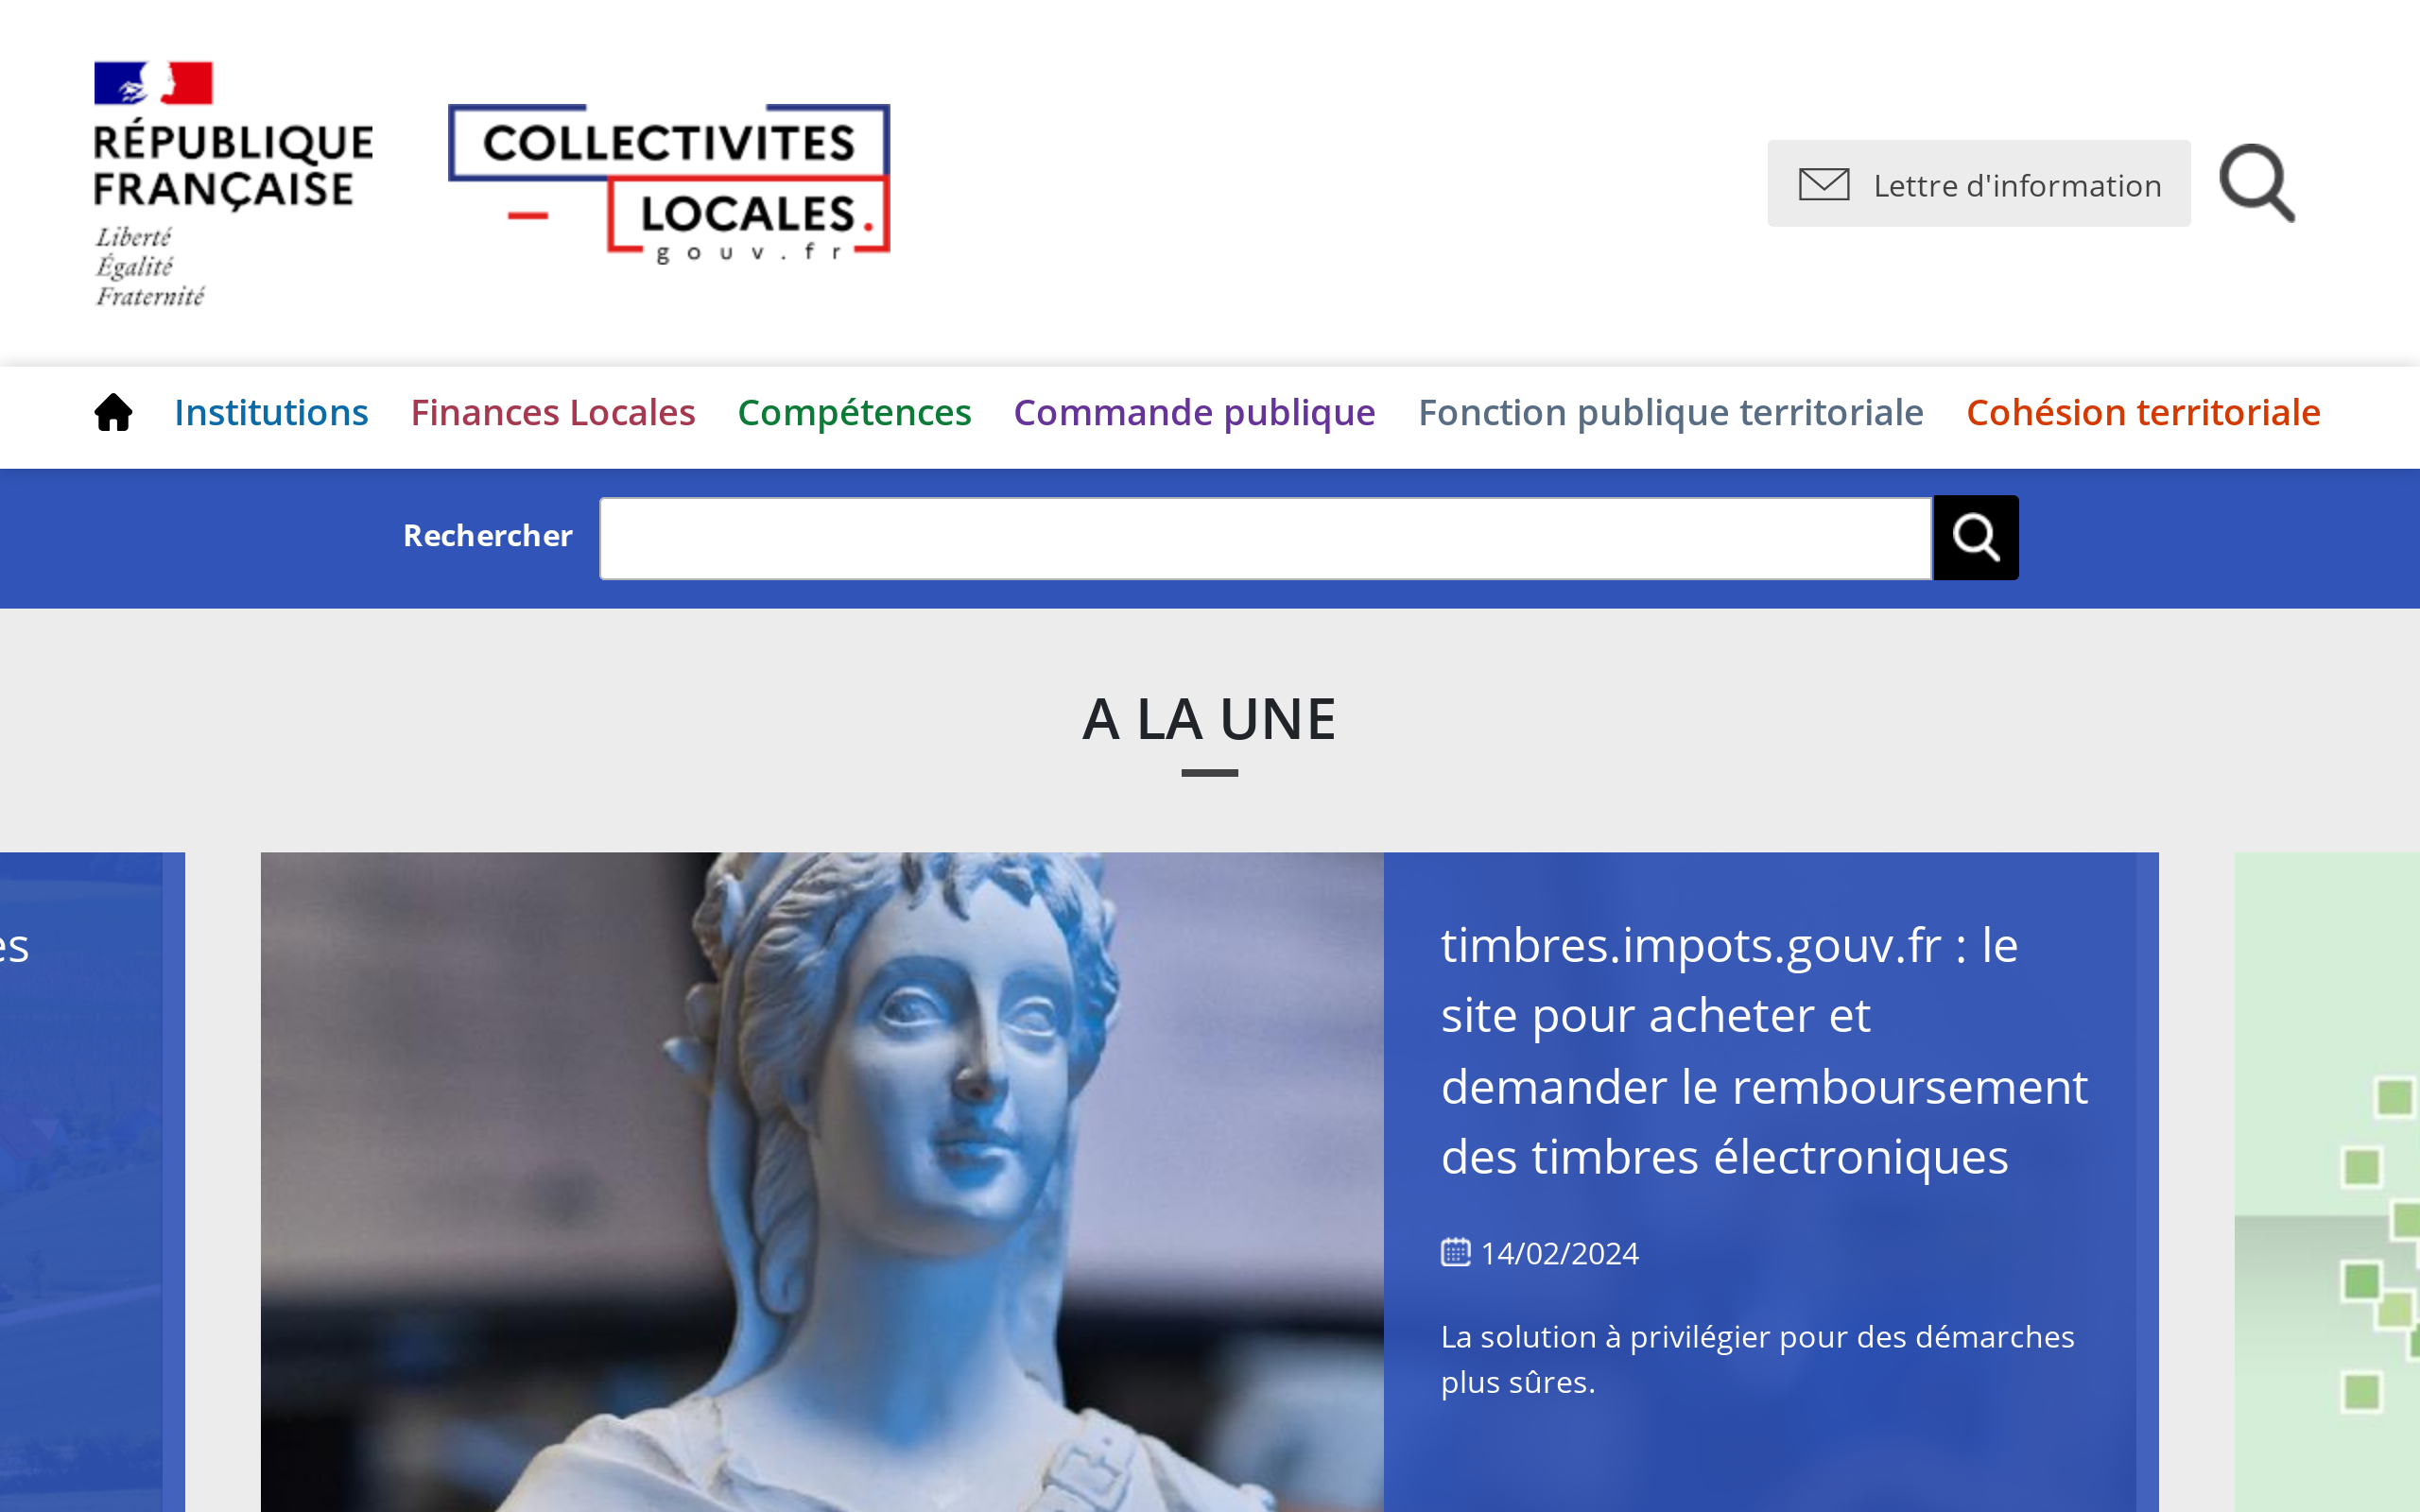 RÉPUBLIQUE
FRANÇAISE
Liberté
Égalité
Fraternité
COLLECTIVITES
LOCALES.
gouv.fr
Lettre d'information
Institutions Finances Locales Compétences Commande publique Fonction publique territoriale Cohésion territoriale
Rechercher
A LA UNE
timbres.impots.gouv.fr : le
site pour acheter et
demander le remboursement
des timbres électroniques
14/02/2024
La solution à privilégier pour des démarches
plus sûres.